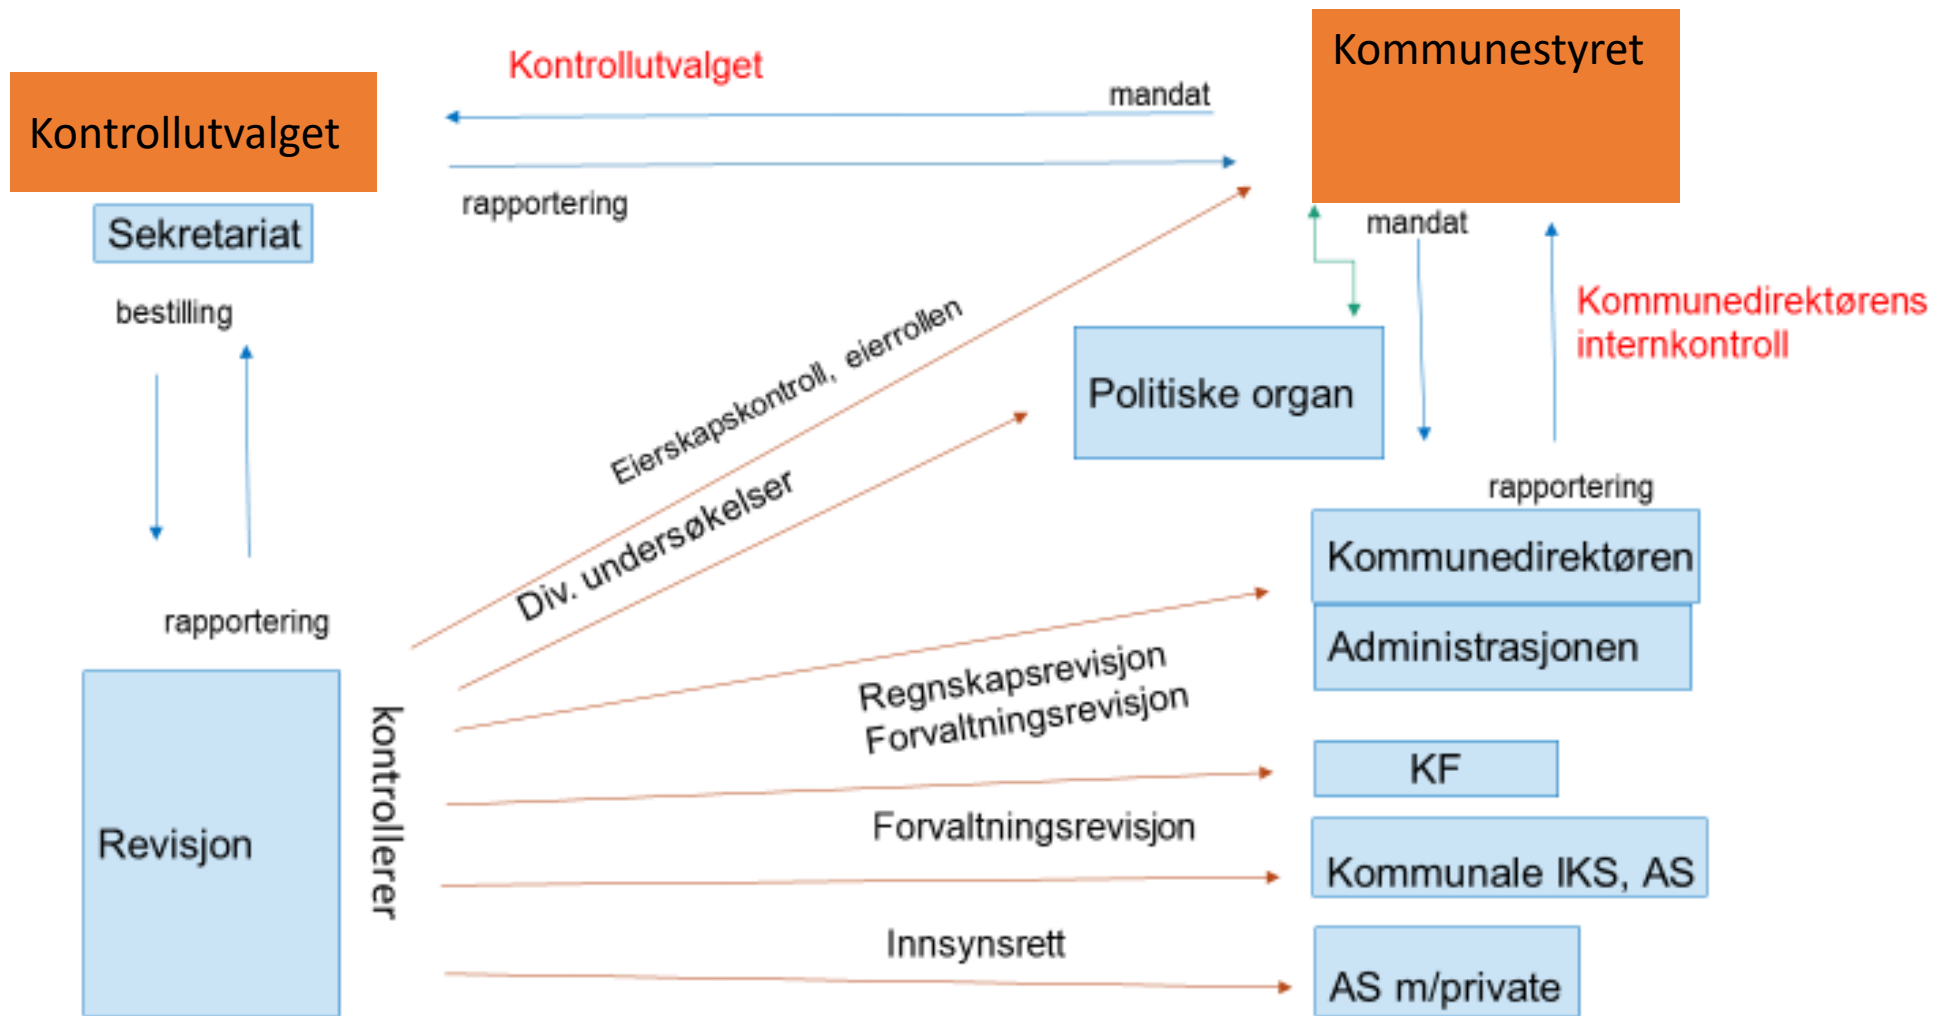 Kontrollutvalget
Kommunestyret
mandat
Kontrollutvalget
rapportering
Sekretariat
mandat
bestilling
Kommunedirektørens
internkontroll
Eierskapskontroll, eierrollen
Politiske organ
Div. undersøkelser
rapportering
Kommunedirektøren
rapportering
Administrasjonen
Regnskapsrevisjon
Forvaltningsrevisjon
kontrollerer
KF
Revisjon
Forvaltningsrevisjon
Kommunale IKS, AS
Innsynsrett
AS m/private